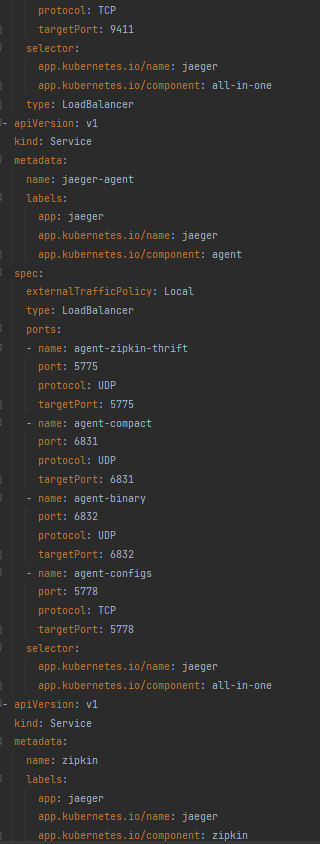 protocol: TCP
targetPort: 9411
selector:
app.kubernetes.io/name: jaeger
app.kubernetes.io/component: all-in-one
type: LoadBalancer
- apiVersion: v1
kind: Service
metadata:
name: jaeger-agent
labels:
app: jaeger
app.kubernetes.io/name: jaeger
app.kubernetes.io/component: agent
spec:
externalTrafficPolicy: Local
type: LoadBalancer
ports:
- name: agent-zipkin-thrift
port: 5775
protocol: UDP
targetPort: 5775
- name: agent-compact
port: 6831
protocol: UDP
targetPort: 6831
- name: agent-binary
port: 6832
protocol: UDP
targetPort: 6832
- name: agent-configs
port: 5778
protocol: TCP
targetPort: 5778
selector:
app.kubernetes.io/name: jaeger
app.kubernetes.io/component: all-in-one
- apiVersion: v1
kind: Service
metadata:
name: zipkin
labels:
app: jaeger
app.kubernetes.io/name: jaeger
app.kubernetes.io/component: zipkin